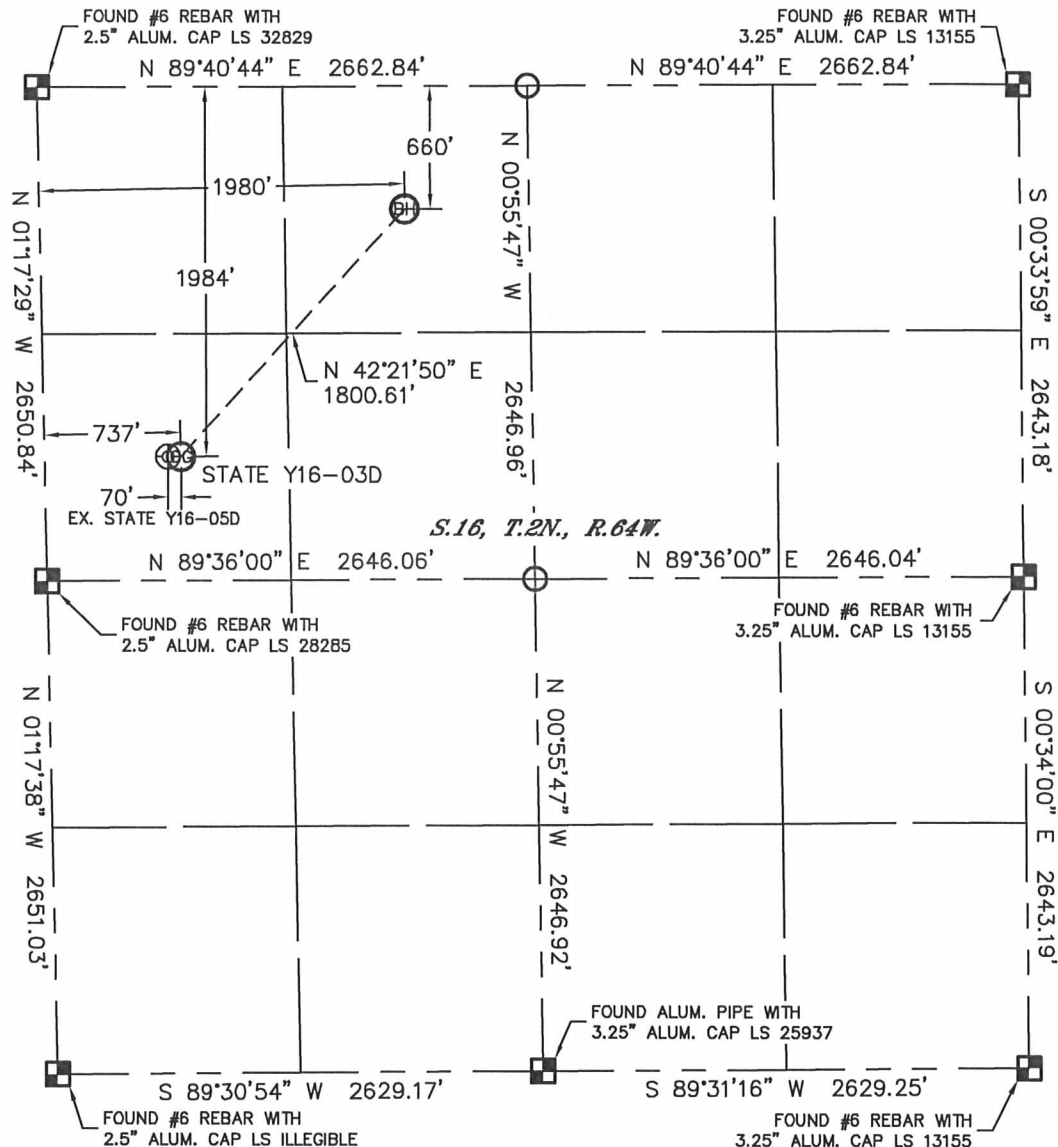 FOUND #6 REBAR WITH
2.5" ALUM. CAP LS 32829
FOUND #6 REBAR WITH
3.25" ALUM. CAP LS 13155
N 89°40'44" E 2662.84'
N 89°40'44" E 2662.84'
660'
1980'
BH
N 01°17'29" W 2650.84'
N 00°55'47" W 2646.96'
S 00°33'59" E 2643.18'
1984'
N 42°21'50" E
1800.61'
737'
STATE Y16-03D
70'
EX. STATE Y16-05D
S.16, T.2N., R.64W.
N 89°36'00" E 2646.06'
N 89°36'00" E 2646.04'
FOUND #6 REBAR WITH
2.5" ALUM. CAP LS 28285
FOUND #6 REBAR WITH
3.25" ALUM. CAP LS 13155
N 01°17'38" W 2651.03'
N 00°55'47" W 2646.92'
S 00°34'00" E 2643.19'
FOUND ALUM. PIPE WITH
3.25" ALUM. CAP LS 25937
S 89°30'54" W 2629.17'
S 89°31'16" W 2629.25'
FOUND #6 REBAR WITH
2.5" ALUM. CAP LS ILLEGIBLE
FOUND #6 REBAR WITH
3.25" ALUM. CAP LS 13155